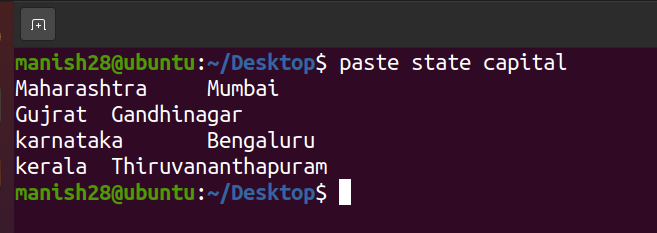 manish28@ubuntu:~/Desktop$ paste state capital
Maharashtra     Mumbai
Gujrat  Gandhinagar
karnataka       Bengaluru
kerala  Thiruvananthapuram
manish28@ubuntu:~/Desktop$